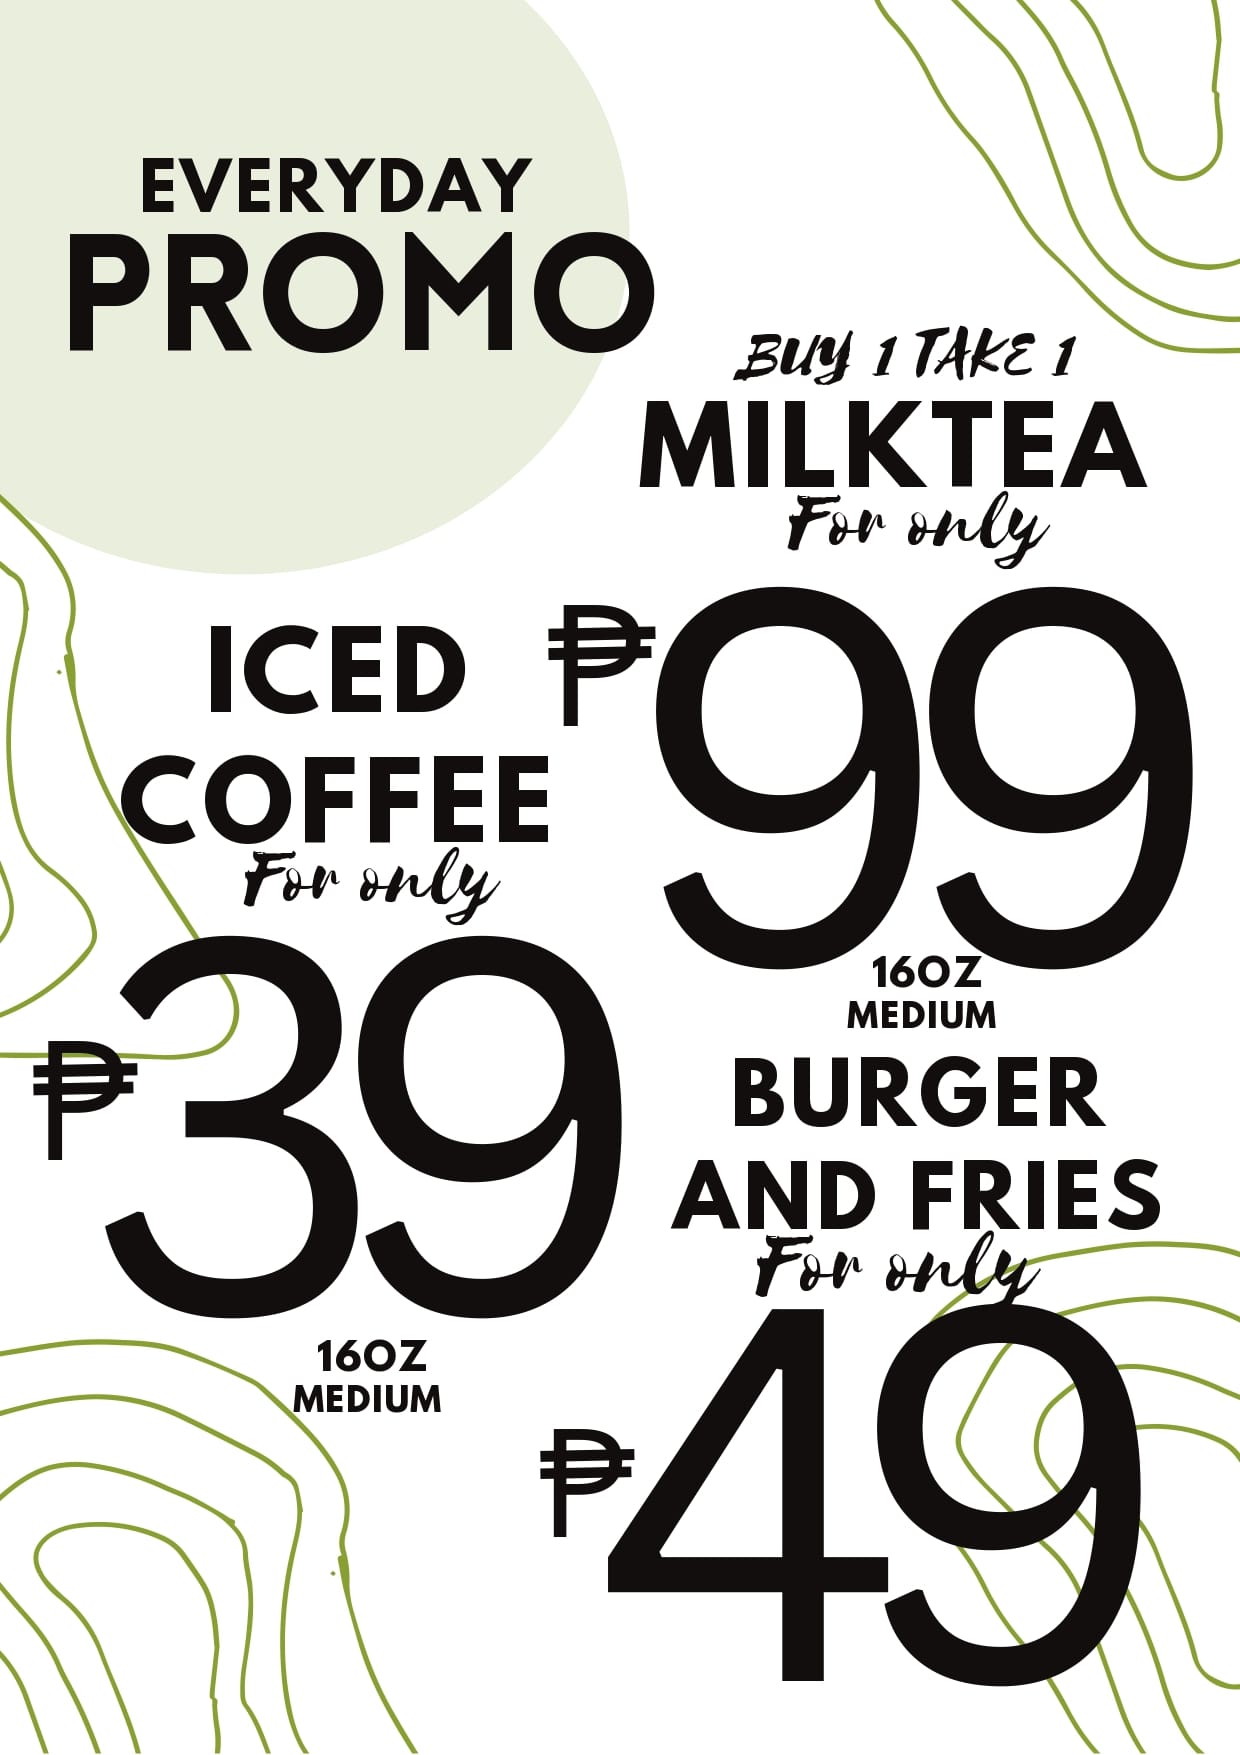 EVERYDAY
PROMO
BUY 1 TAKE 1
MILKTEA
For only
₱99
16OZ
MEDIUM
ICED
COFFEE
For only
₱39
16OZ
MEDIUM
BURGER
AND FRIES
For only
₱49